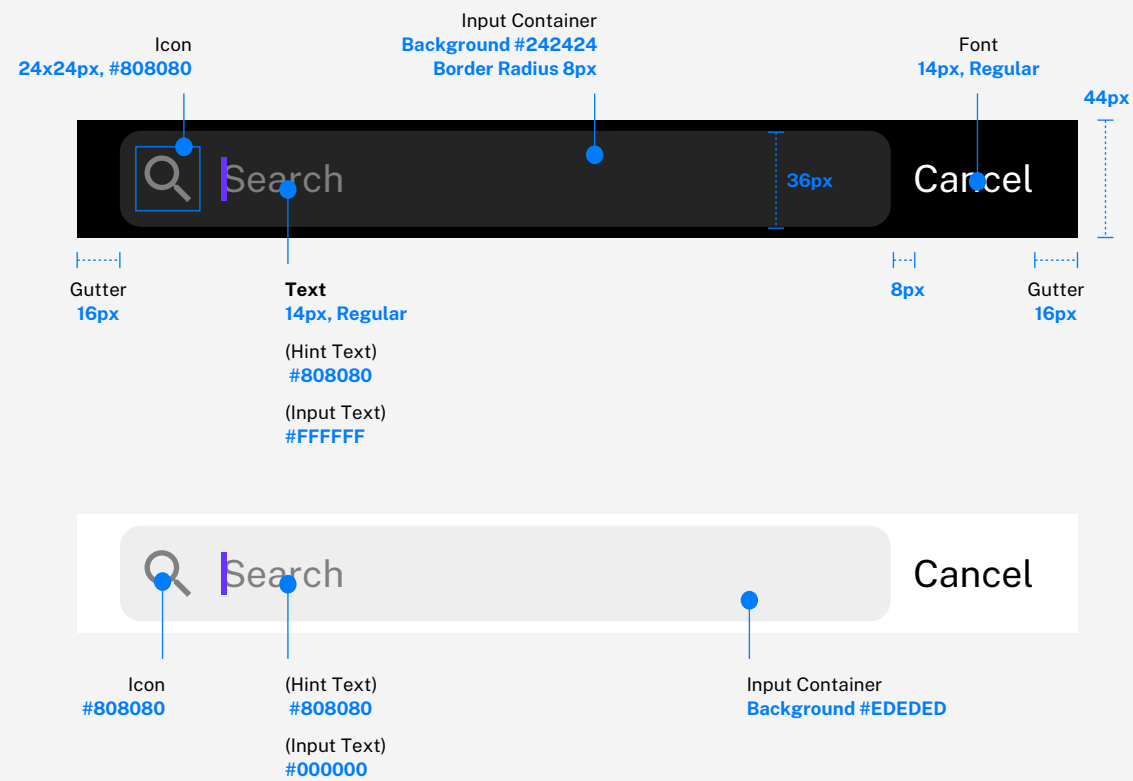 Input Container
Background #242424
Border Radius 8px
Icon
24x24px, #808080
Font
14px, Regular
44px
Search
36px
Cancel
Gutter
16px
Text
14px, Regular
(Hint Text)
#808080
(Input Text)
#FFFFFF
8px
Gutter
16px
Search
Cancel
Icon
#808080
(Hint Text)
#808080
(Input Text)
#000000
Input Container
Background #EDEDED